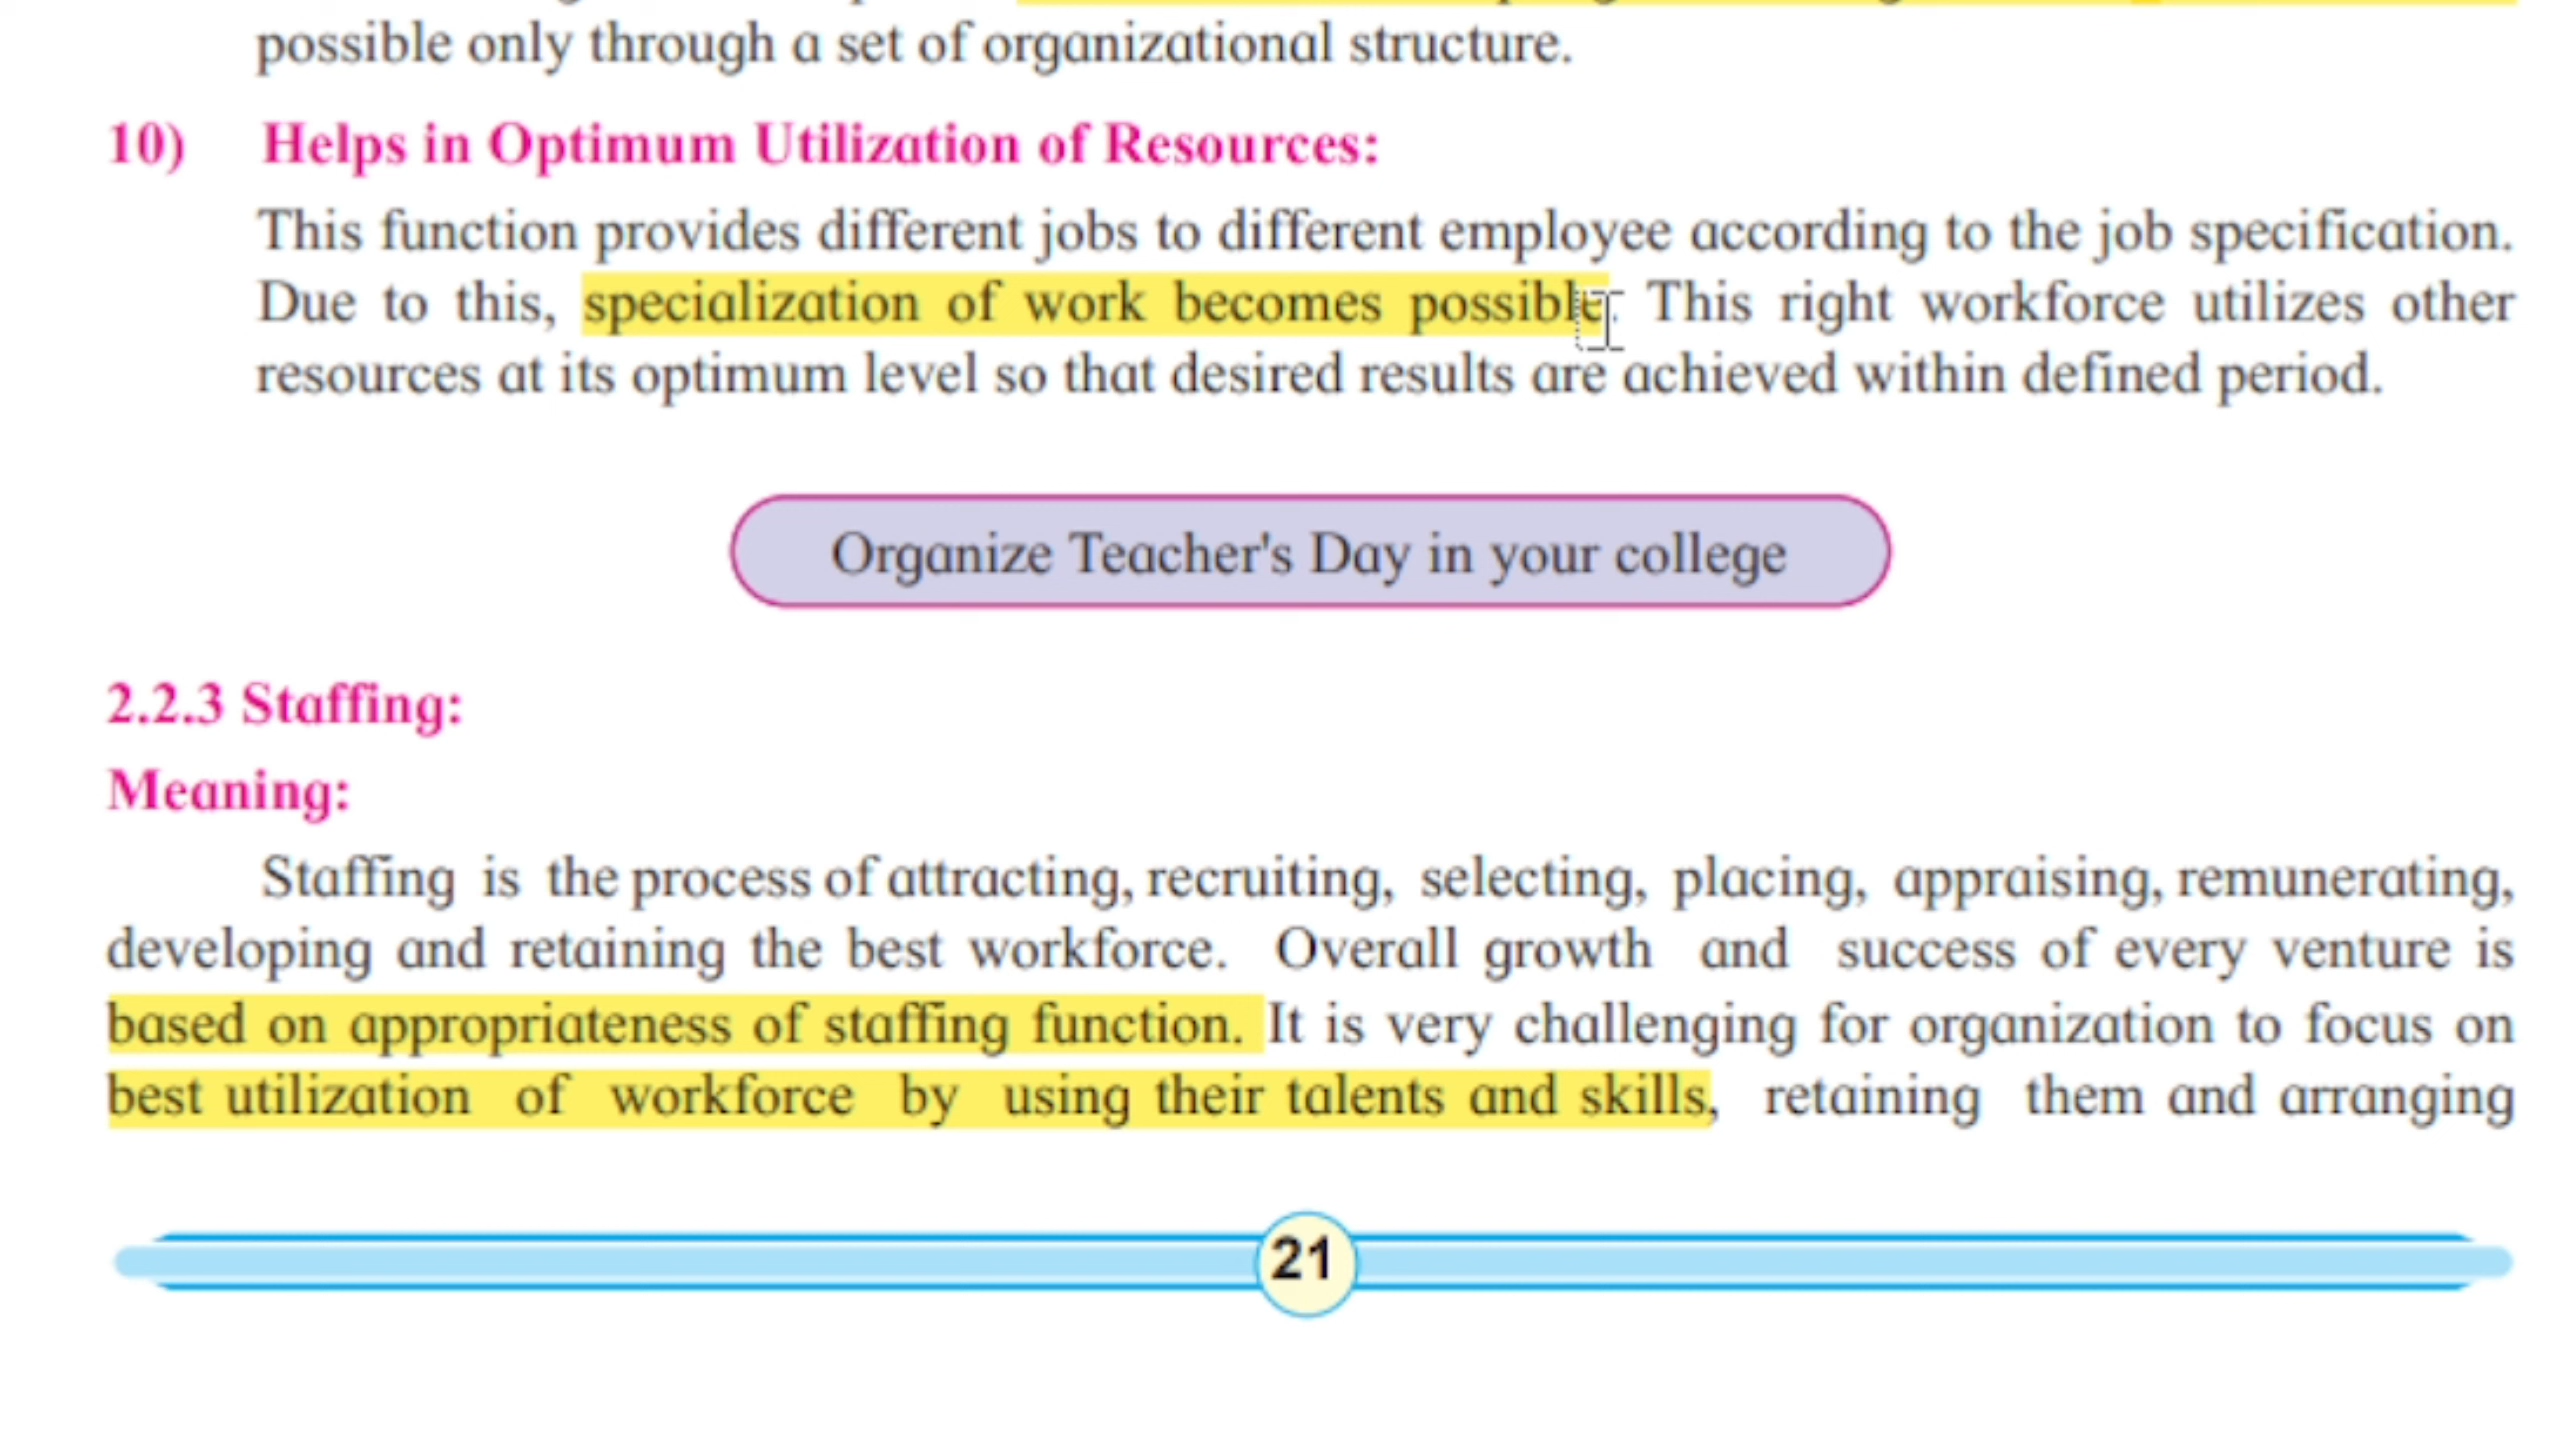 possible only through a set of organizational structure.
10) Helps in Optimum Utilization of Resources:
This function provides different jobs to different employee according to the job specification.
Due to this, specialization of work becomes possible. This right workforce utilizes other
resources at its optimum level so that desired results are achieved within defined period.
Organize Teacher's Day in your college
2.2.3 Staffing:
Meaning:
Staffing is the process of attracting, recruiting, selecting, placing, appraising, remunerating,
developing and retaining the best workforce. Overall growth and success of every venture is
based on appropriateness of staffing function. It is very challenging for organization to focus on
best utilization of workforce by using their talents and skills, retaining them and arranging
21